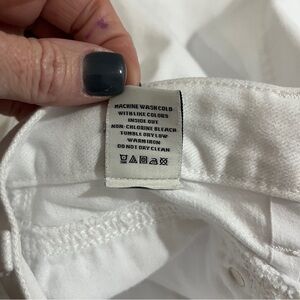 MACHINE WASH COLD
WITH LIKE COLORS
INSIDE OUT
NON-CHLORINE BLEACH
TUMBLE DRY LOW
WARM IRON
DO NOT DRY CLEAN